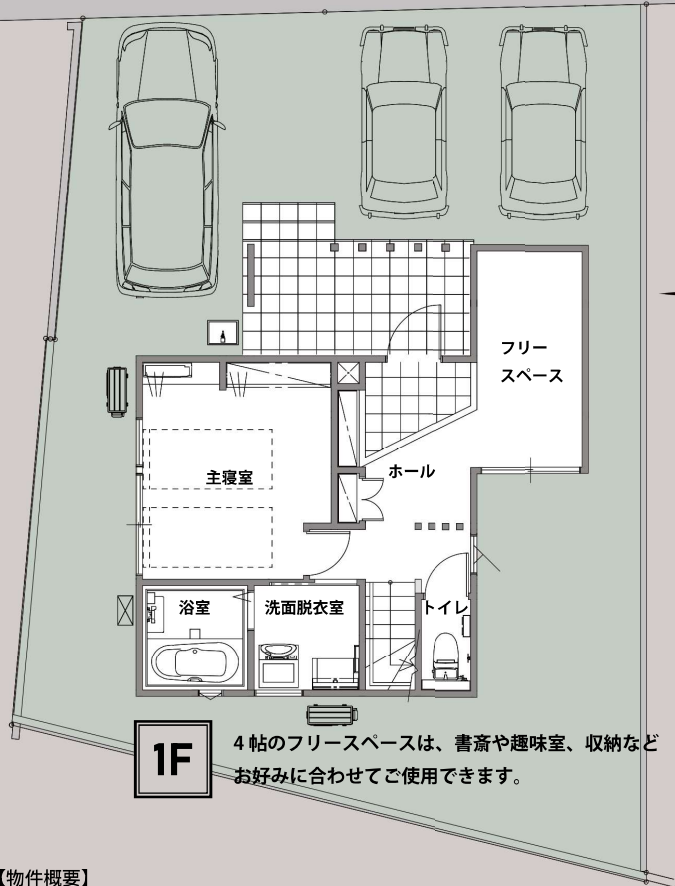 フリー
スペース
ホール
主寝室
浴室
洗面脱衣室
トイレ
1F
4帖のフリースペースは、書斎や趣味室、収納など
お好みに合わせてご使用できます。
【物件概要】